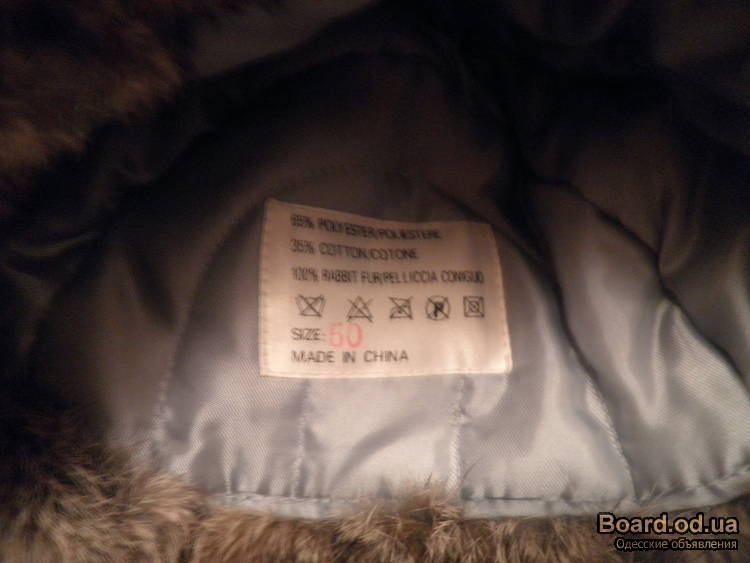 65% POLYESTER/POLIESTERE
35% COTTON/COTONE
100% RABBIT FUR/PELLICCIA CONIGLIO
SIZE: 50
MADE IN CHINA
Board.od.ua
Одесские объявления